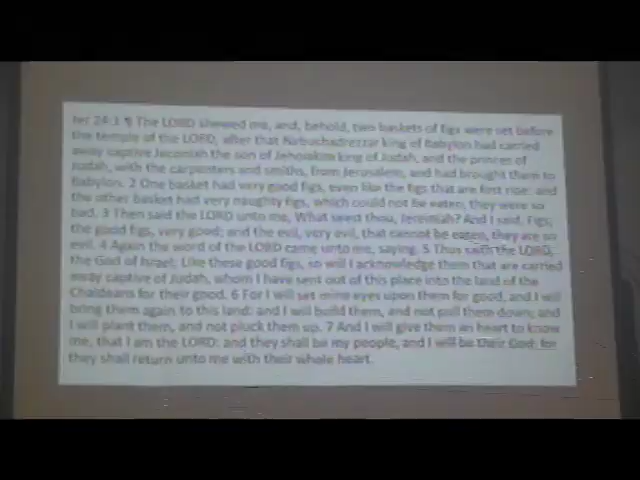 Jer 24:1 ¶ The LORD shewed me, and, behold, two baskets of figs were set before
the temple of the LORD, after that Nebuchadrezzar king of Babylon had carried
away captive Jeconiah the son of Jehoiakim king of Judah, and the princes of
Judah, with the carpenters and smiths, from Jerusalem, and had brought them to
Babylon. 2 One basket had very good figs, even like the figs that are first ripe: and
the other basket had very naughty figs, which could not be eaten, they were so
bad. 3 Then said the LORD unto me, What seest thou, Jeremiah? And I said, Figs;
the good figs, very good; and the evil, very evil, that cannot be eaten, they are so
evil. 4 Again the word of the LORD came unto me, saying, 5 Thus saith the LORD,
the God of Israel; Like these good figs, so will I acknowledge them that are carried
away captive of Judah, whom I have sent out of this place into the land of the
Chaldeans for their good. 6 For I will set mine eyes upon them for good, and I will
bring them again to this land: and I will build them, and not pull them down; and
I will plant them, and not pluck them up. 7 And I will give them an heart to know
me, that I am the LORD: and they shall be my people, and I will be their God: for
they shall return unto me with their whole heart.